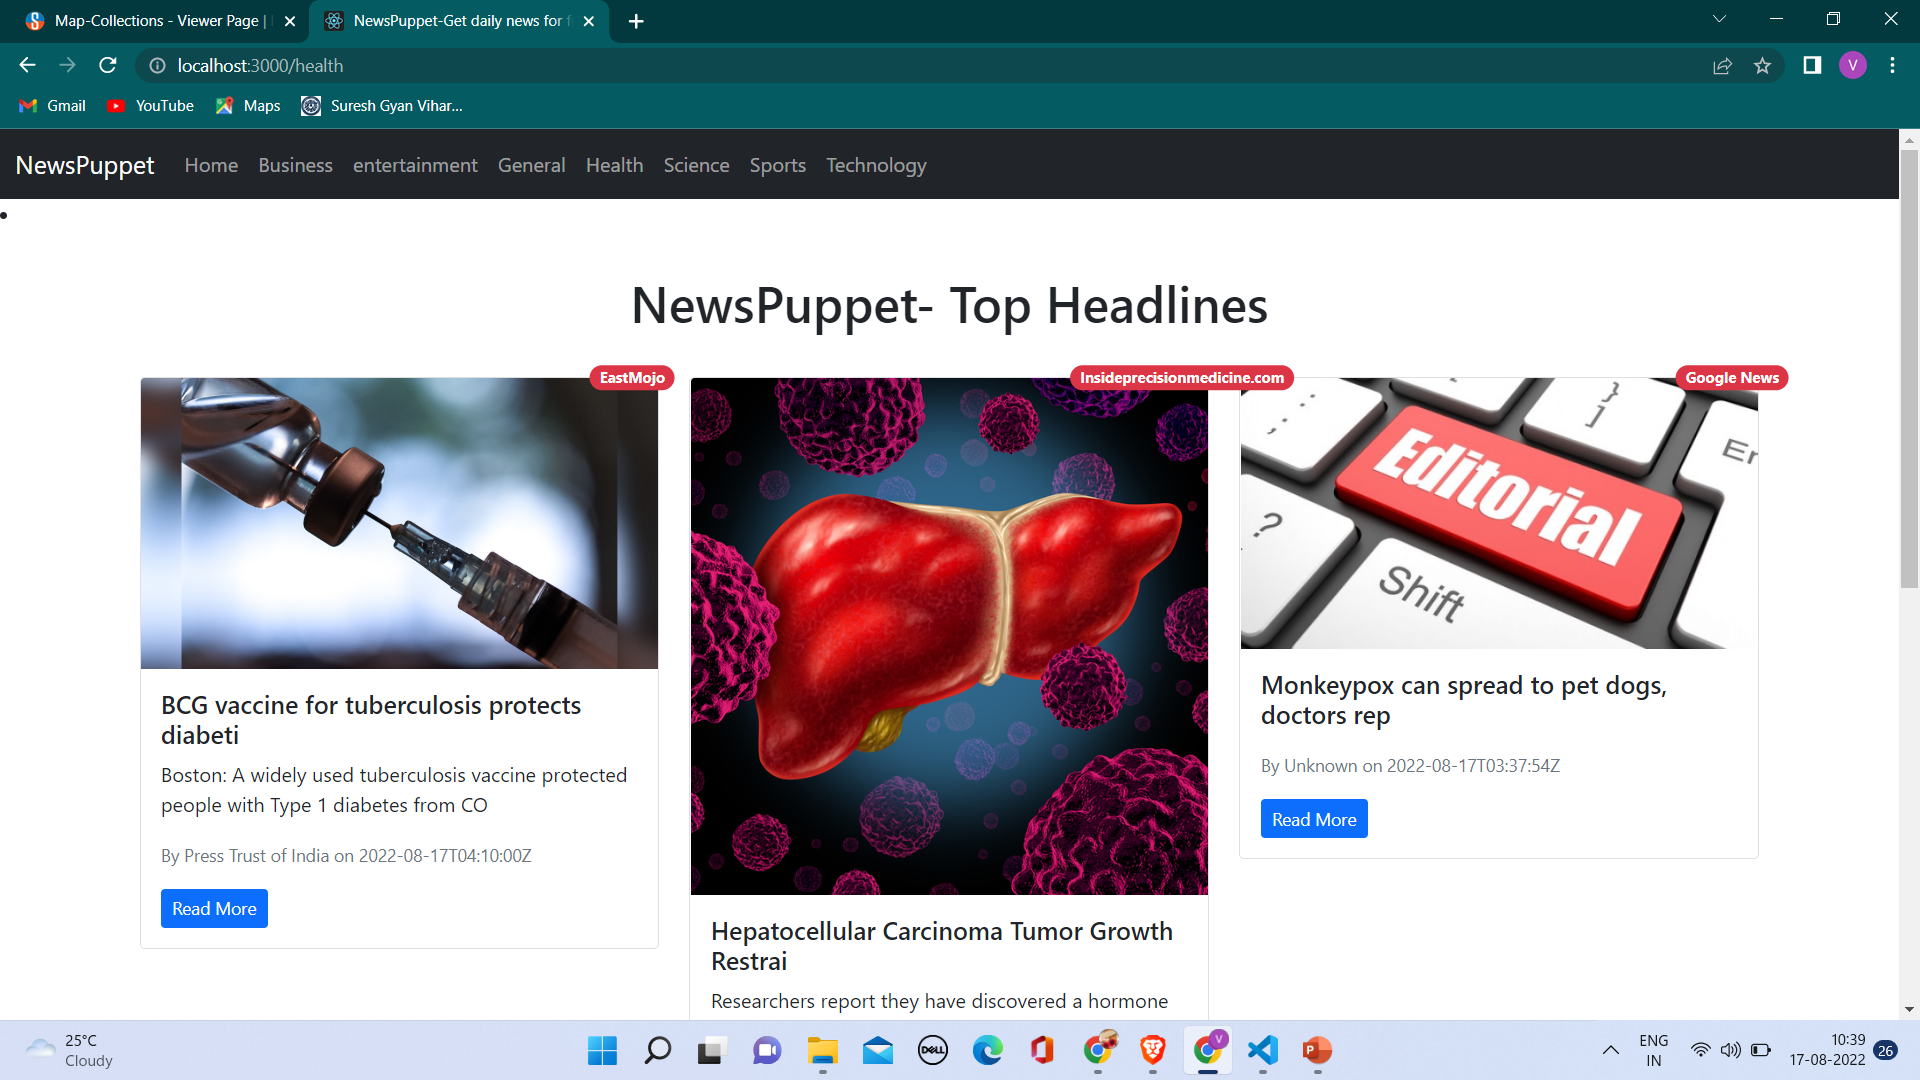 Map-Collections - Viewer Page |
NewsPuppet-Get daily news for f
localhost:3000/health
V
Gmail
YouTube
Maps
Suresh Gyan Vihar...
NewsPuppet
Home
Business
entertainment
General
Health
Science
Sports
Technology
NewsPuppet- Top Headlines
EastMojo
BCG vaccine for tuberculosis protects
diabeti
Boston: A widely used tuberculosis vaccine protected
people with Type 1 diabetes from CO
By Press Trust of India on 2022-08-17T04:10:00Z
Read More
Insideprecisionmedicine.com
Hepatocellular Carcinoma Tumor Growth
Restrai
Researchers report they have discovered a hormone
Google News
;
:
}
]
En
?
Editorial
Shift
Monkeypox can spread to pet dogs,
doctors rep
By Unknown on 2022-08-17T03:37:54Z
Read More
25°C
Cloudy
DELL
V
P
ENG
IN
10:39
17-08-2022
26